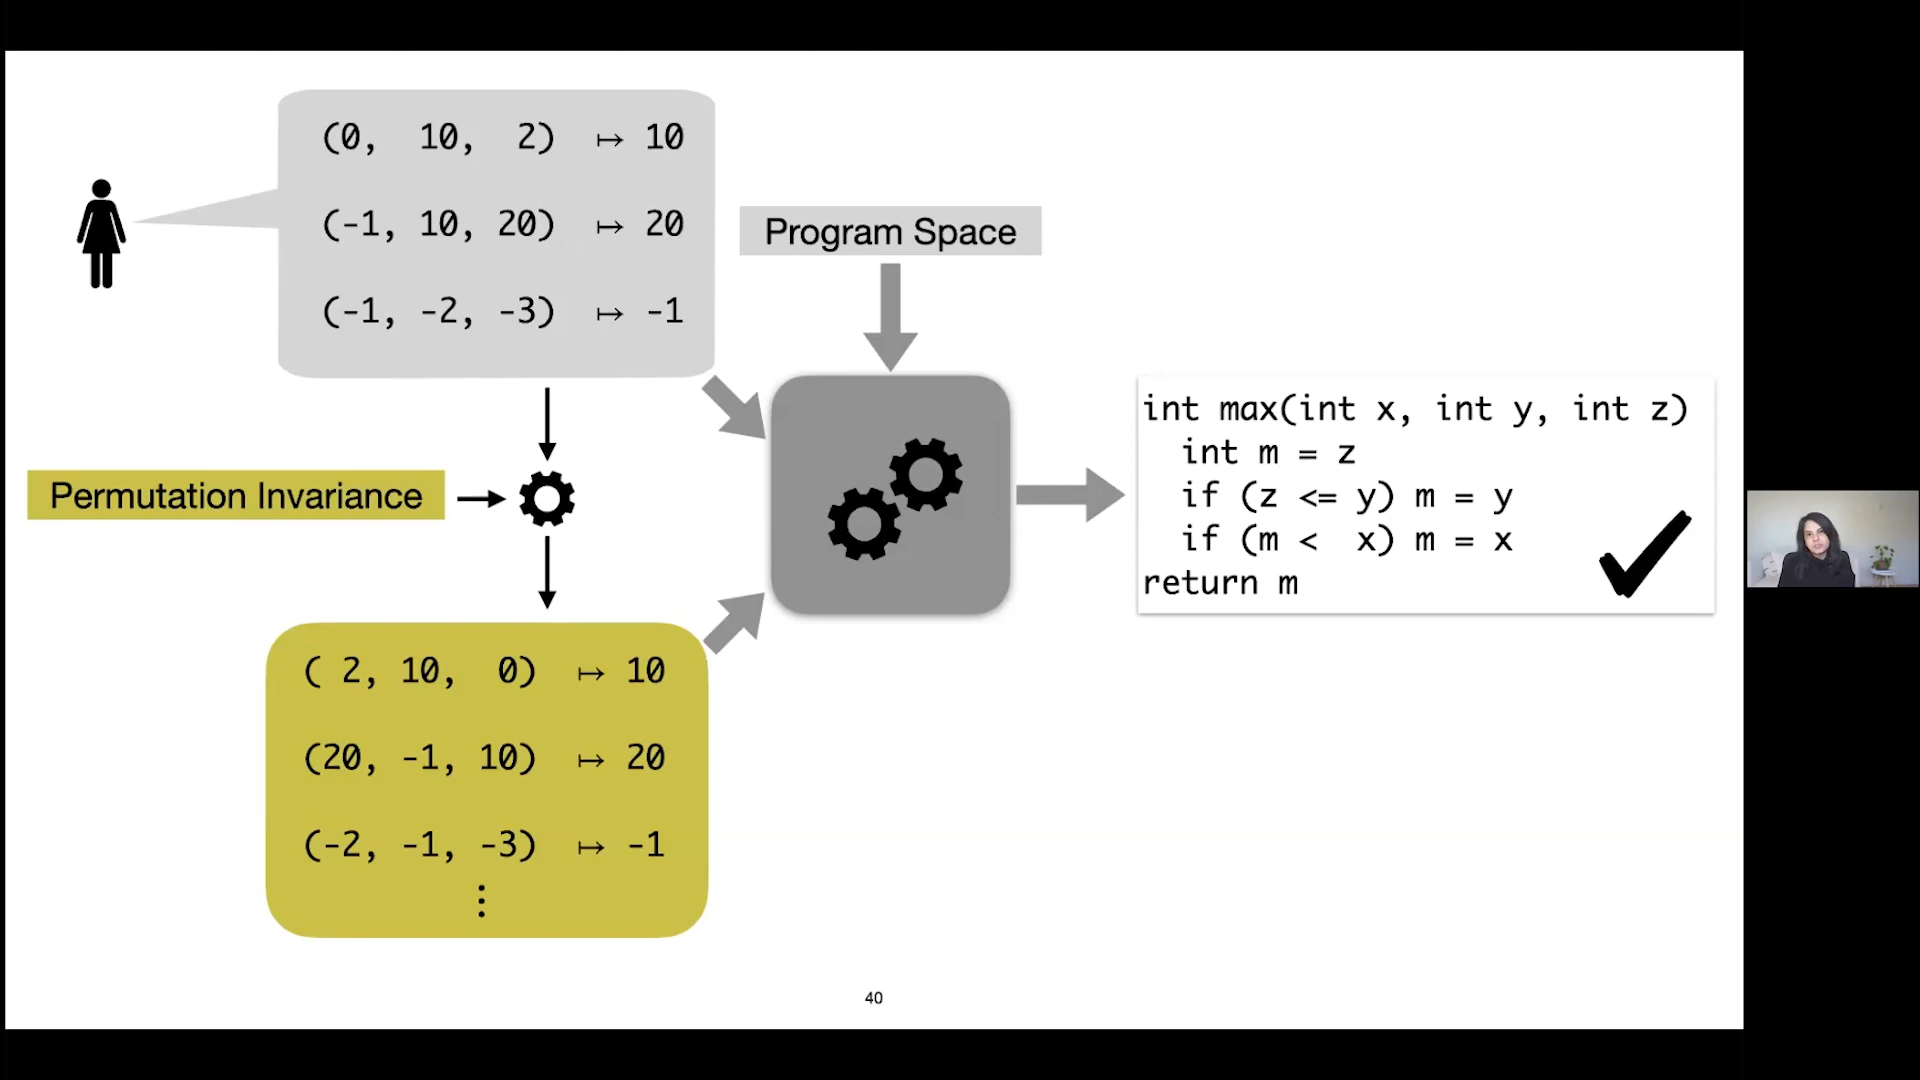 (0, 10, 2) ↦ 10
(-1, 10, 20) ↦ 20
(-1, -2, -3) ↦ -1
Program Space
Permutation Invariance
int max(int x, int y, int z)
int m = z
if (z <= y) m = y
if (m < x) m = x
return m
( 2, 10, 0) ↦ 10
(20, -1, 10) ↦ 20
(-2, -1, -3) ↦ -1
⋮
40